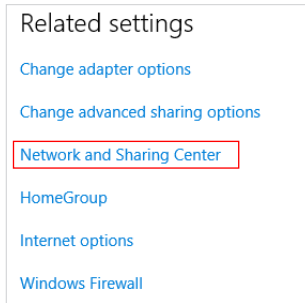 Related settings
Change adapter options
Change advanced sharing options
Network and Sharing Center
HomeGroup
Internet options
Windows Firewall